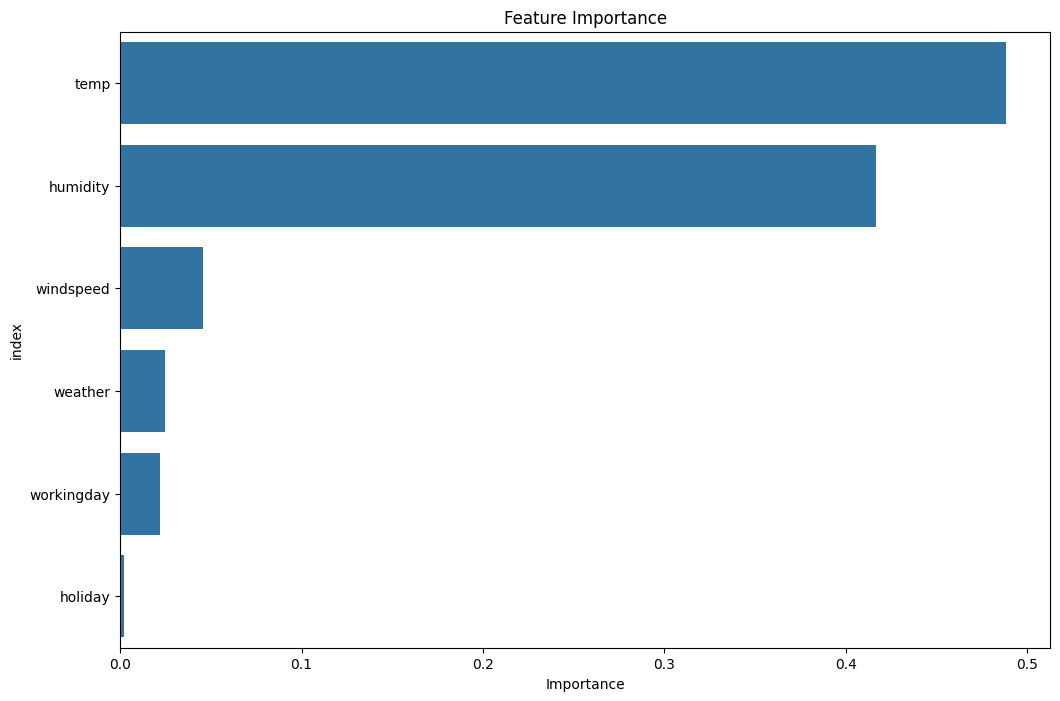 Feature Importance
temp
humidity
windspeed
index
weather
workingday
holiday
0.0 0.1 0.2 0.3 0.4 0.5
Importance